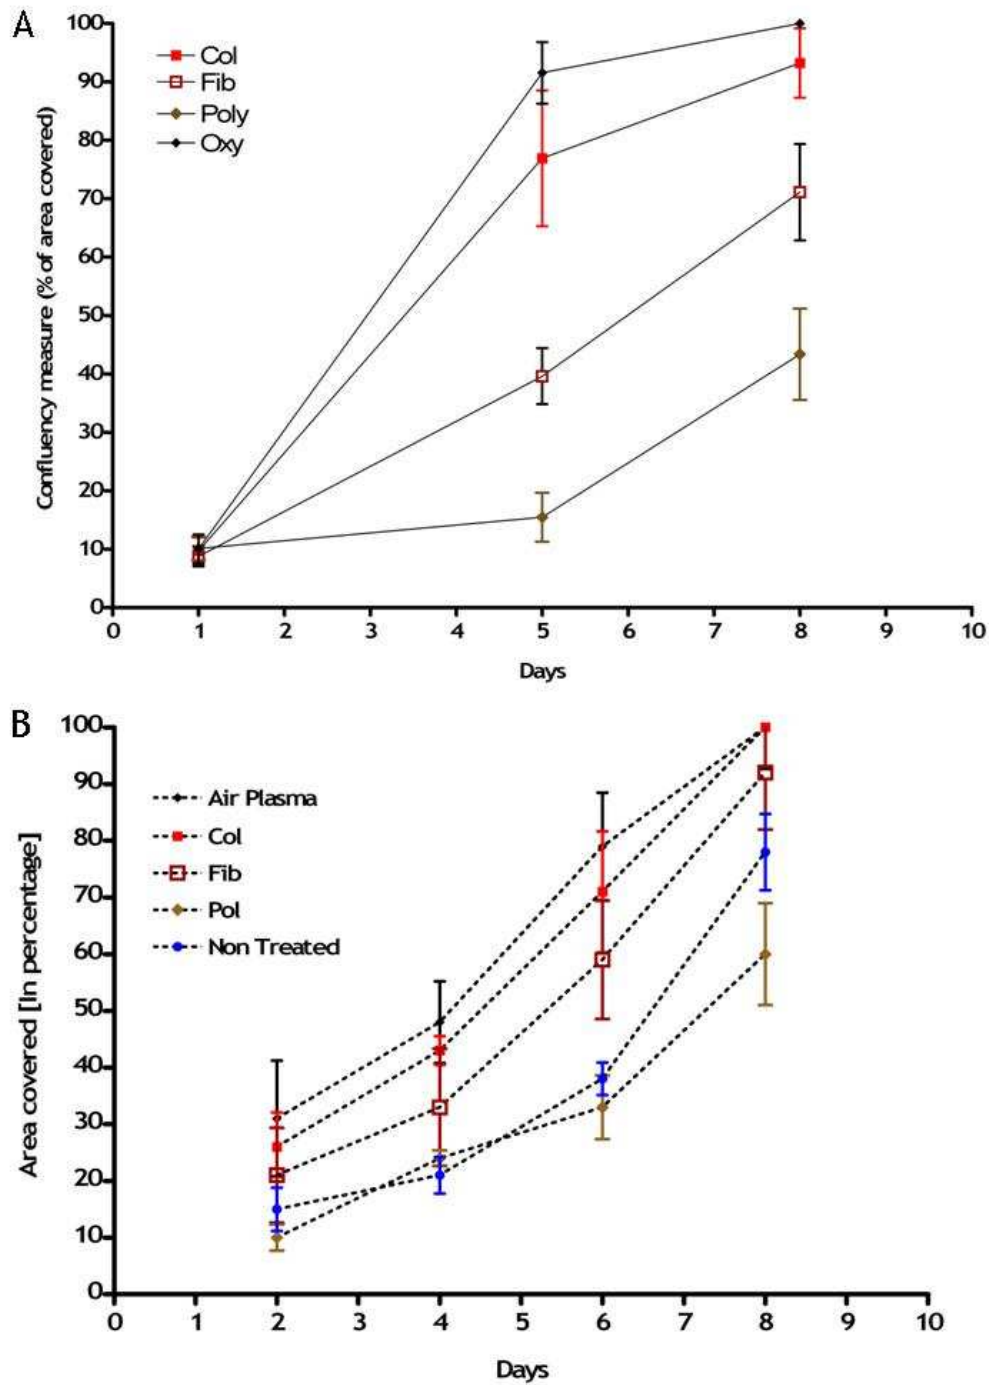 A
Confluency measure (% of area covered)
100
90
80
70
60
50
40
30
20
10
0
Col
Fib
Poly
Oxy
0 1 2 3 4 5 6 7 8 9 10
Days
B
Area covered [In percentage]
100
90
80
70
60
50
40
30
20
10
0
Air Plasma
Col
Fib
Pol
Non Treated
0 1 2 3 4 5 6 7 8 9 10
Days